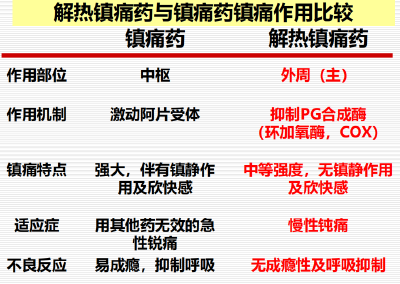 解热镇痛药与镇痛药镇痛作用比较
镇痛药 解热镇痛药
作用部位 中枢 外周（主）
作用机制 激动阿片受体 抑制PG合成酶
（环加氧酶，COX）
镇痛特点 强大，伴有镇静作 中等强度，无镇静作用
用及欣快感 及欣快感
适应症 用其他药无效的急 慢性钝痛
性锐痛
不良反应 易成瘾，抑制呼吸 无成瘾性及呼吸抑制